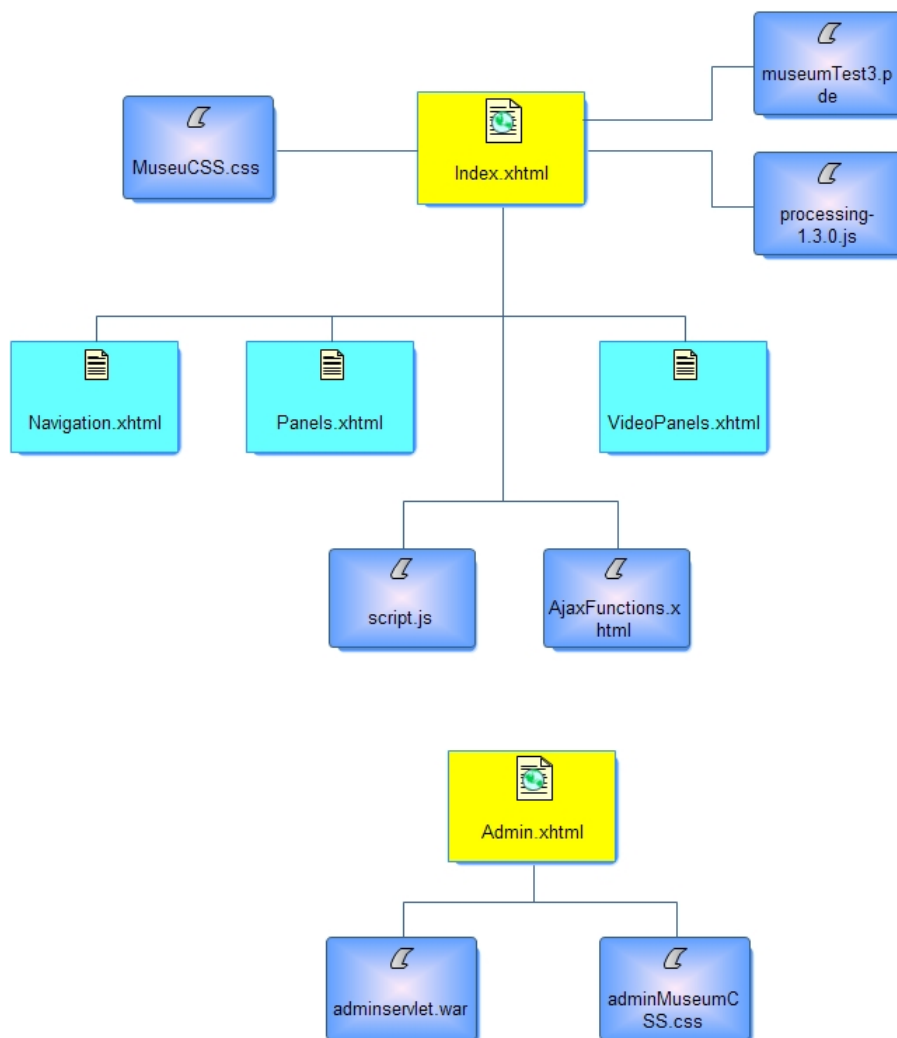 museumTest3.p
de
MuseuCSS.css
Index.xhtml
processing-
1.3.0.js
Navigation.xhtml
Panels.xhtml
VideoPanels.xhtml
script.js
AjaxFunctions.x
html
Admin.xhtml
adminservlet.war
adminMuseumC
SS.css